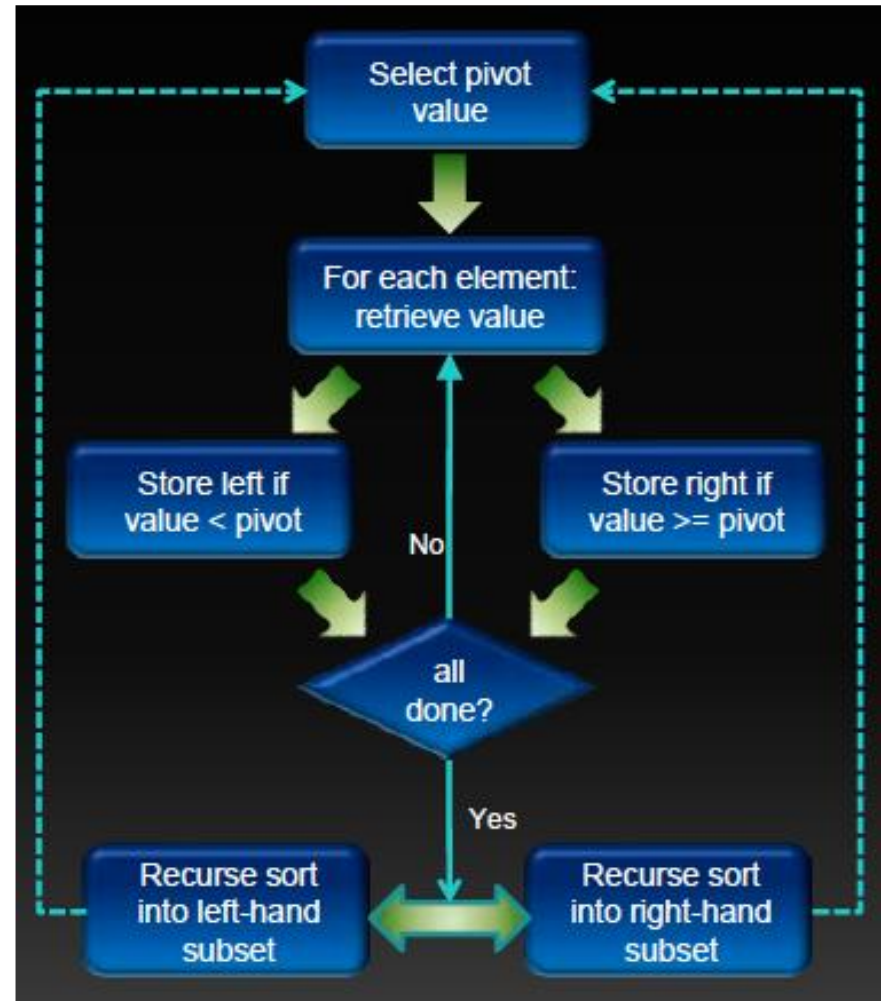 Select pivot
value
For each element:
retrieve value
Store left if
value < pivot
Store right if
value >= pivot
No
all
done?
Yes
Recurse sort
into left-hand
subset
Recurse sort
into right-hand
subset